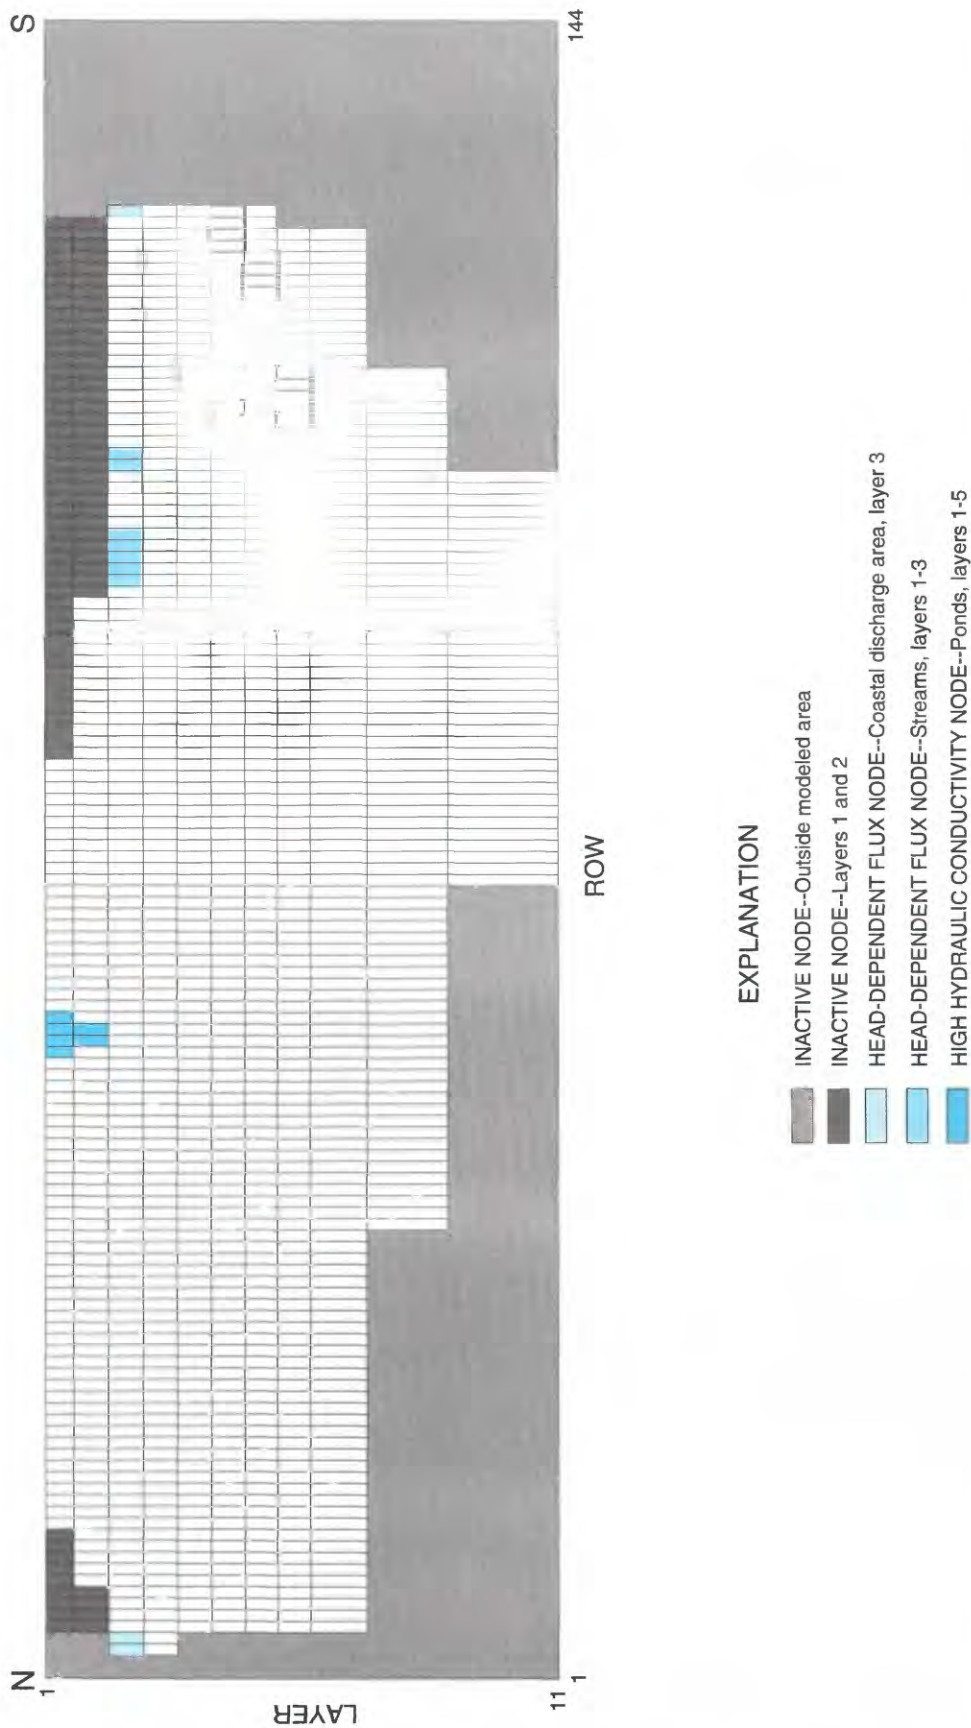 N
S
1
LAYER
11
1
144
ROW
EXPLANATION
INACTIVE NODE--Outside modeled area
INACTIVE NODE--Layers 1 and 2
HEAD-DEPENDENT FLUX NODE--Coastal discharge area, layer 3
HEAD-DEPENDENT FLUX NODE--Streams, layers 1-3
HIGH HYDRAULIC CONDUCTIVITY NODE--Ponds, layers 1-5